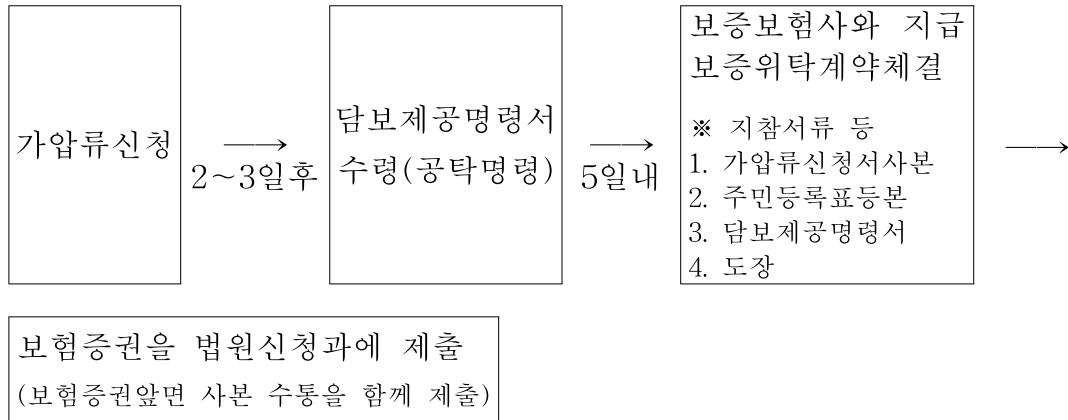 가압류신청
⟶
2~3일후
담보제공명령서
수령(공탁명령)
⟶
5일내
보증보험사와 지급
보증위탁계약체결
※ 지참서류 등
1. 가압류신청서사본
2. 주민등록표등본
3. 담보제공명령서
4. 도장
⟶
보험증권을 법원신청과에 제출
(보험증권앞면 사본 수통을 함께 제출)